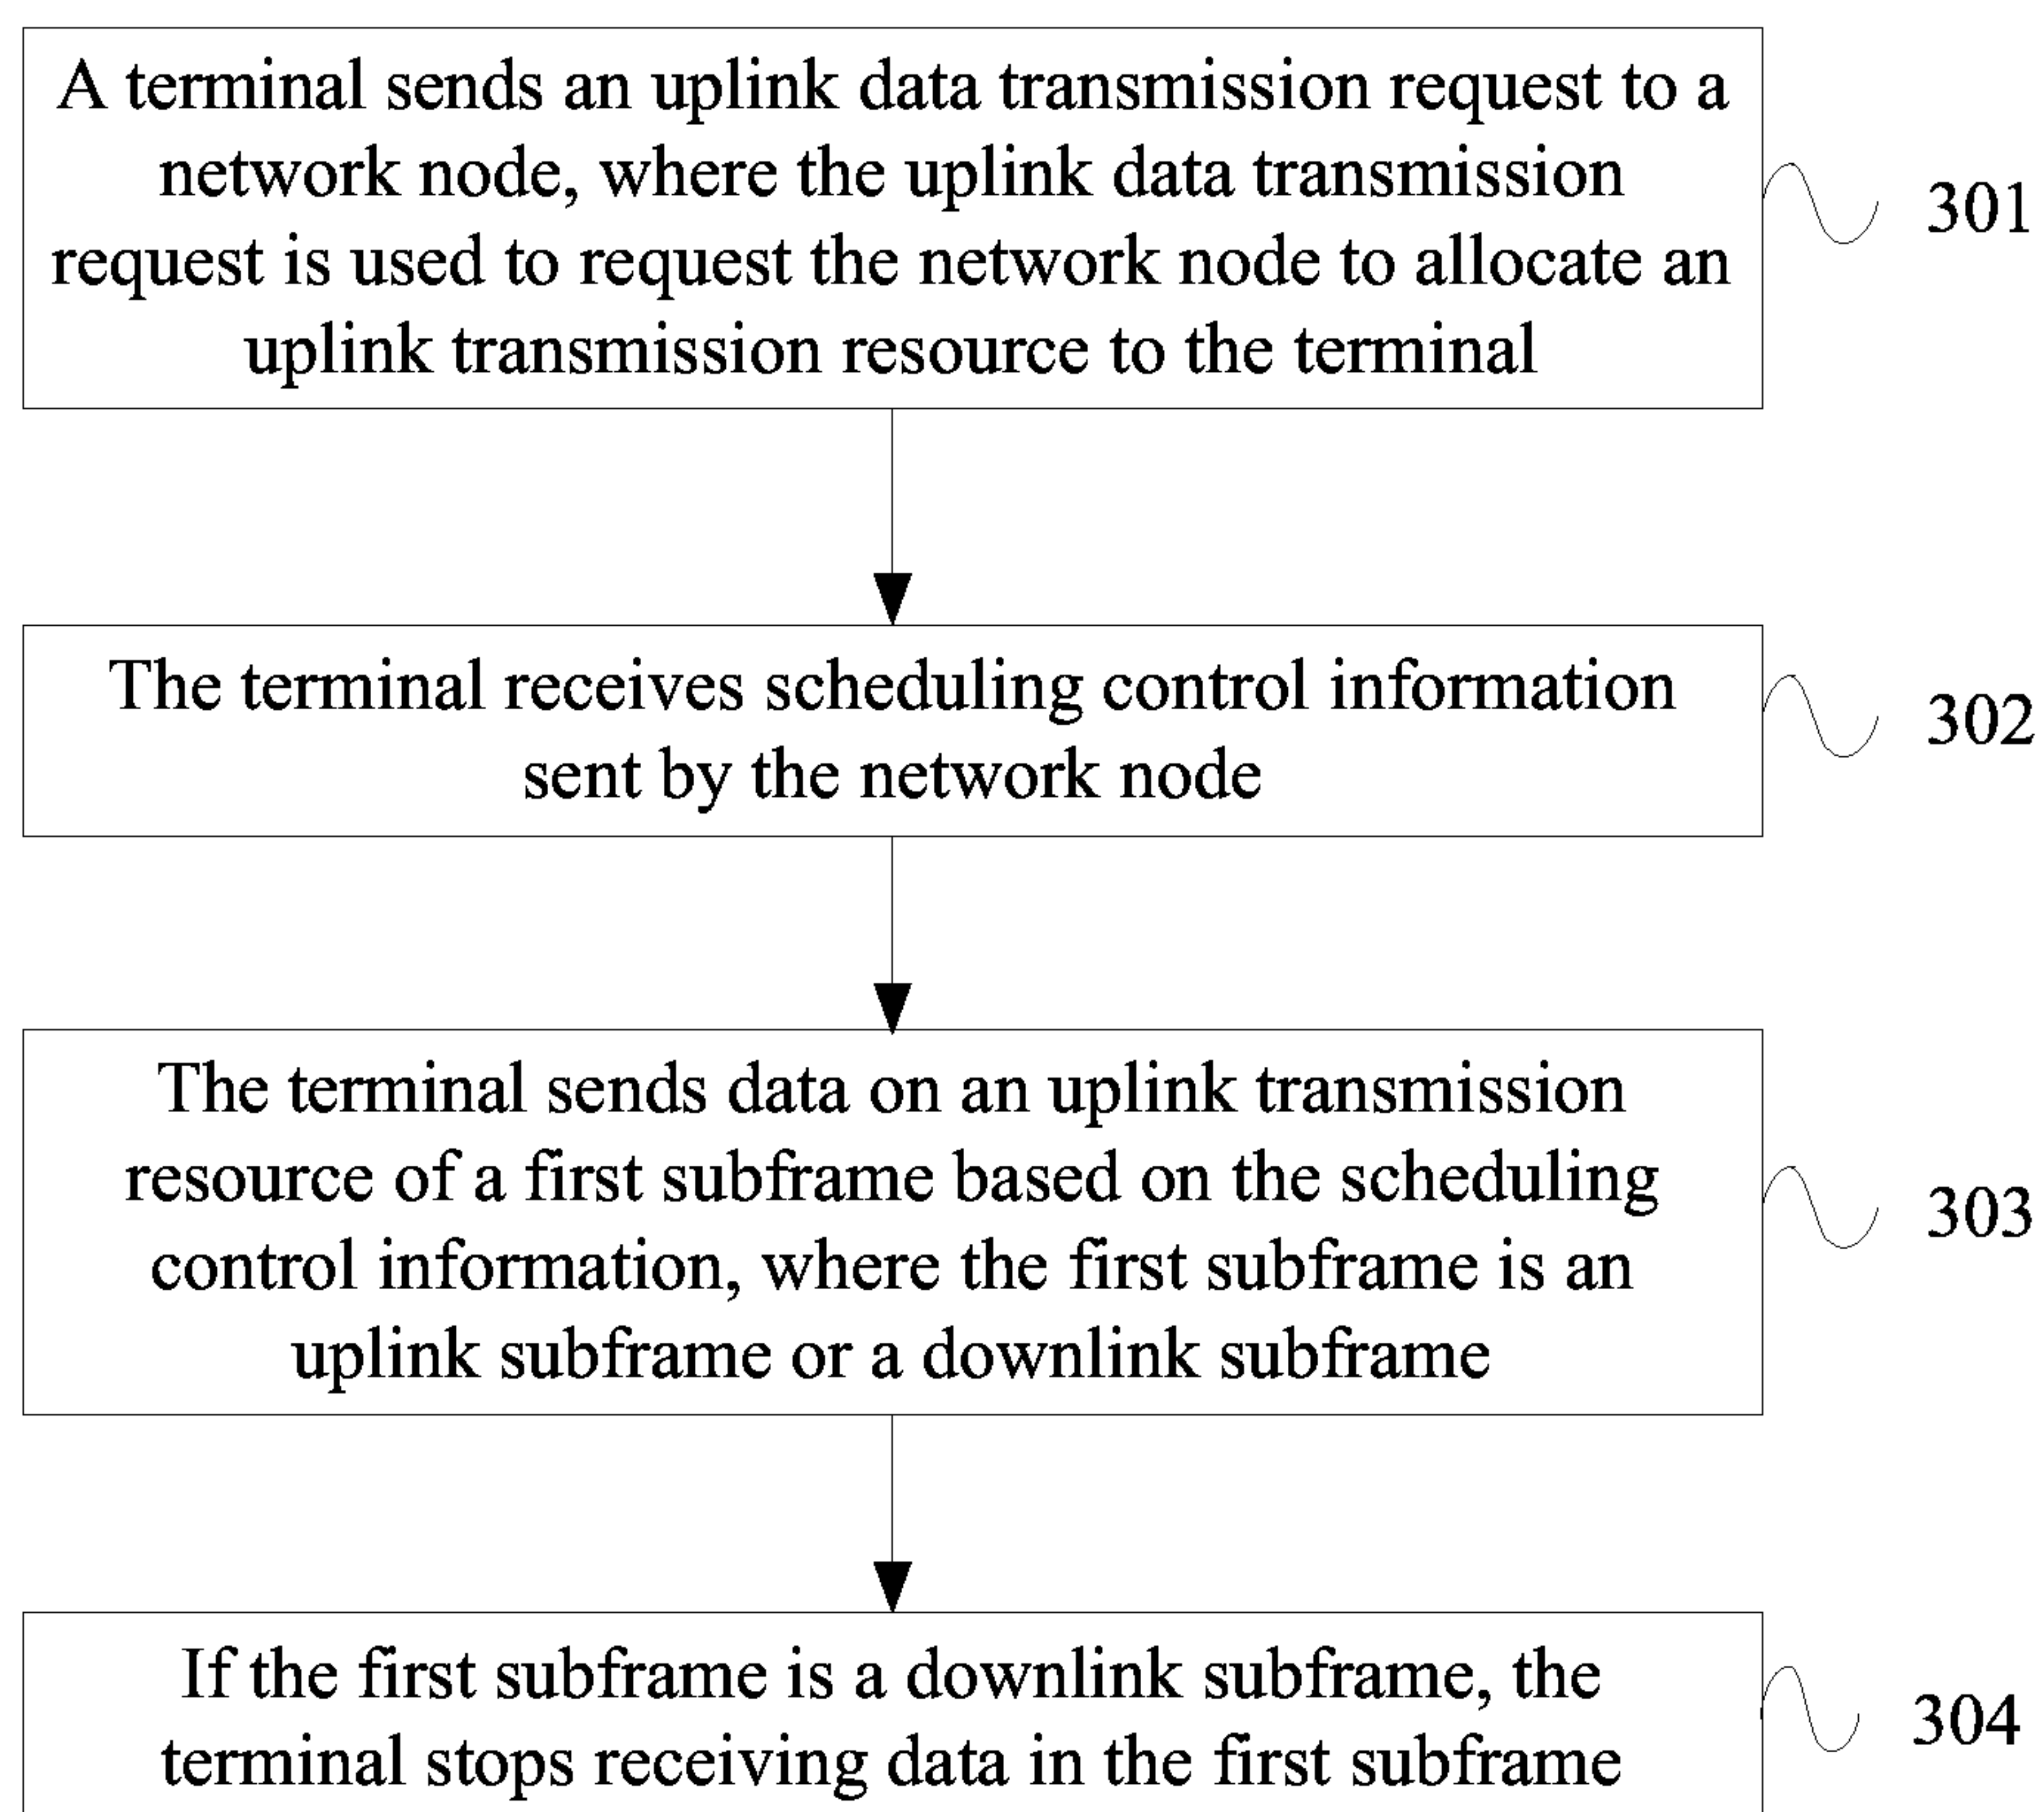 A terminal sends an uplink data transmission request to a
network node, where the uplink data transmission
request is used to request the network node to allocate an
uplink transmission resource to the terminal
301
The terminal receives scheduling control information
sent by the network node
302
The terminal sends data on an uplink transmission
resource of a first subframe based on the scheduling
control information, where the first subframe is an
uplink subframe or a downlink subframe
303
If the first subframe is a downlink subframe, the
terminal stops receiving data in the first subframe
304